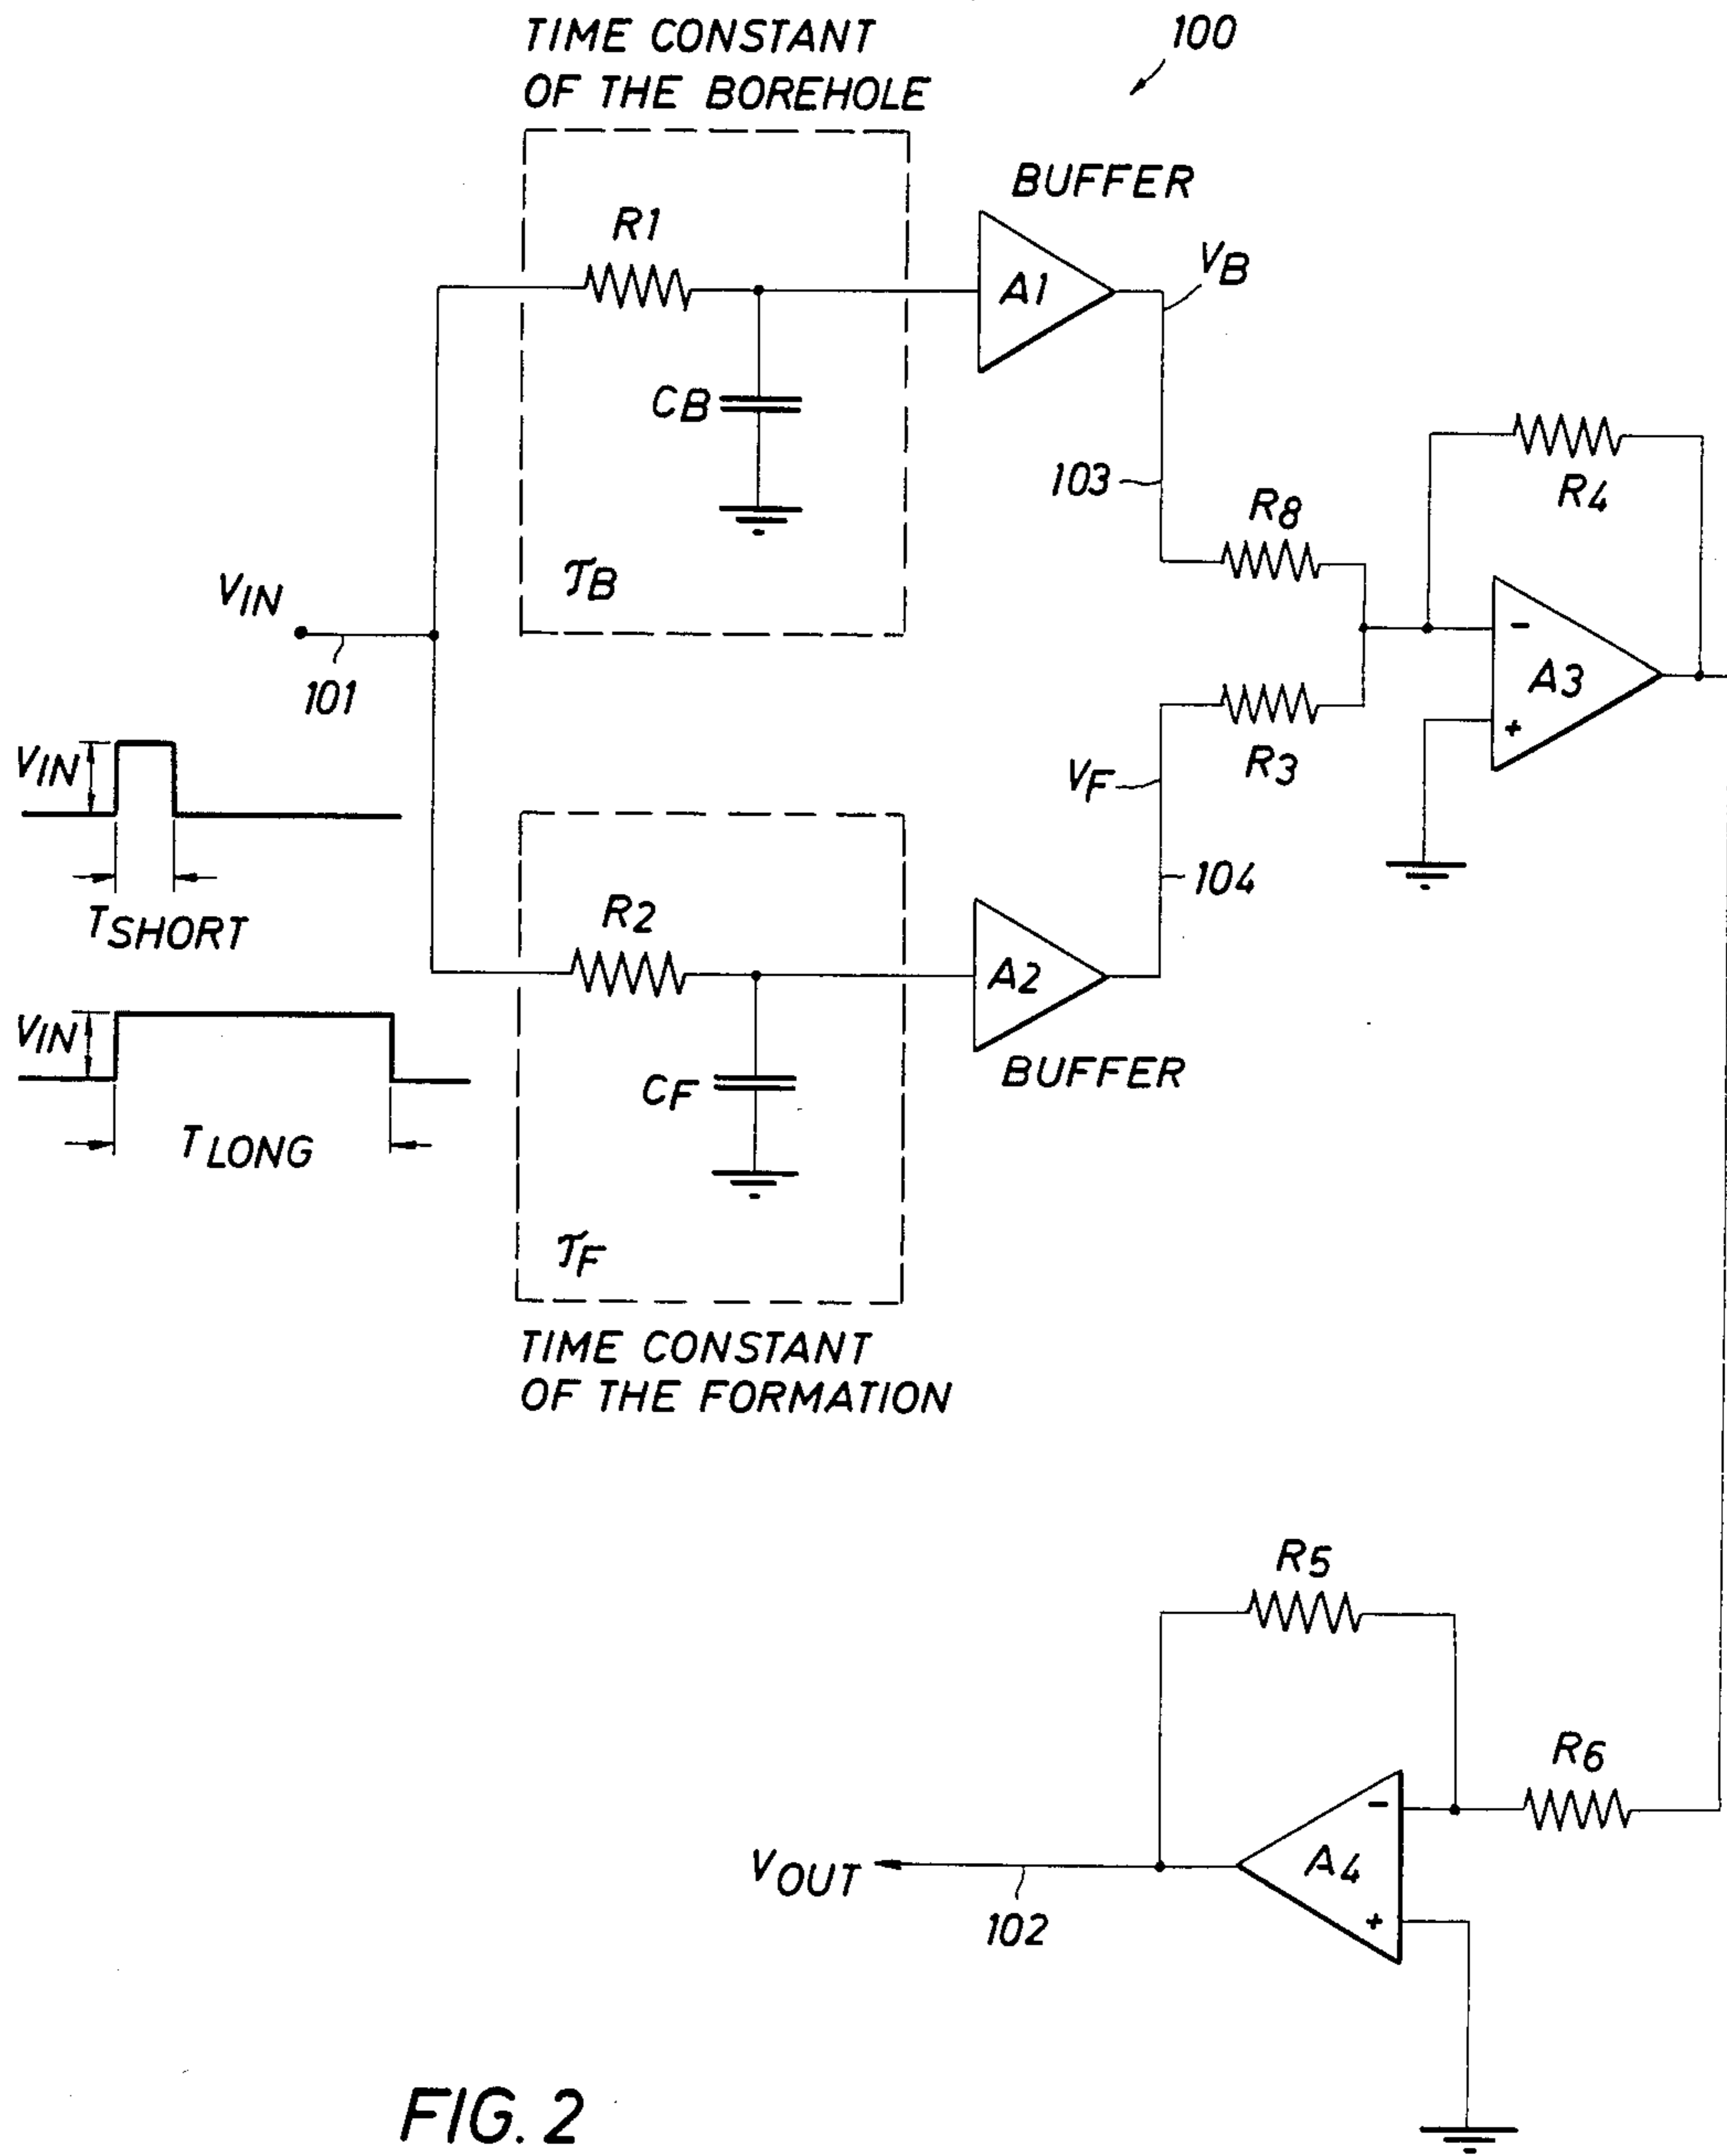 TIME CONSTANT
OF THE BOREHOLE
100
BUFFER
R1
A1
VB
CB
103
R8
R4
τB
VIN
101
-
A3
+
R3
VF
VIN
TSHORT
104
R2
A2
BUFFER
VIN
TLONG
CF
τF
TIME CONSTANT
OF THE FORMATION
R5
R6
-
A4
+
VOUT
102
FIG. 2